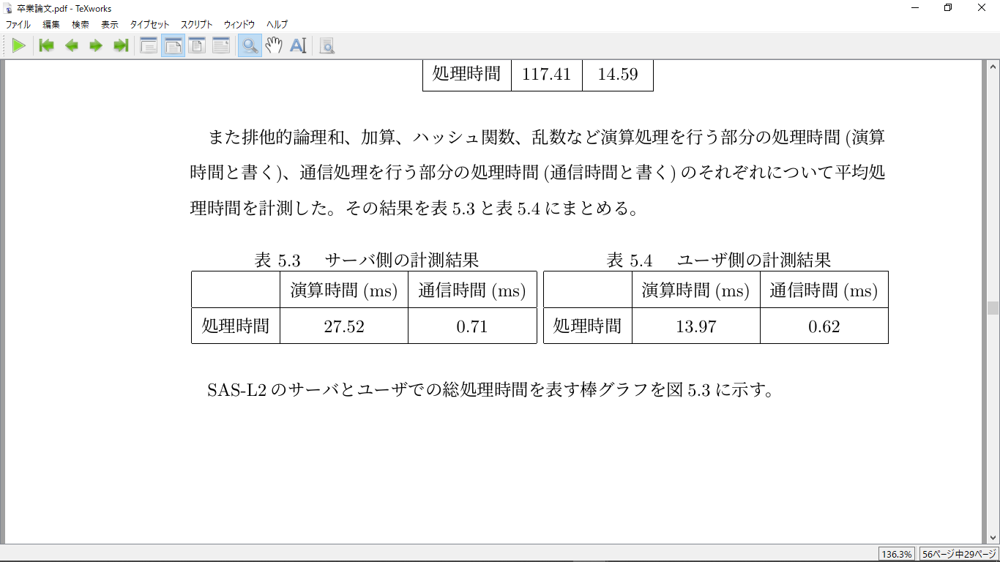 卒業論文.pdf - TeXworks
ファイル 編集 検索 表示 タイプセット スクリプト ウィンドウ ヘルプ
処理時間 117.41 14.59
また排他的論理和、加算、ハッシュ関数、乱数など演算処理を行う部分の処理時間 (演算
時間と書く)、通信処理を行う部分の処理時間 (通信時間と書く) のそれぞれについて平均処
理時間を計測した。その結果を表 5.3 と表 5.4 にまとめる。
表 5.3 サーバ側の計測結果
演算時間 (ms) 通信時間 (ms)
処理時間 27.52 0.71
表 5.4 ユーザ側の計測結果
演算時間 (ms) 通信時間 (ms)
処理時間 13.97 0.62
SAS-L2 のサーバとユーザでの総処理時間を表す棒グラフを図 5.3 に示す。
136.3% 56ページ中29ページ